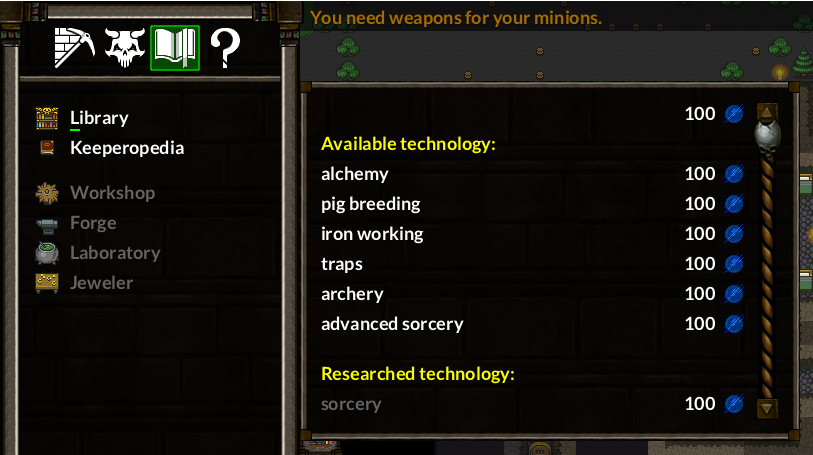 You need weapons for your minions.
Library
Keeperopedia
Workshop
Forge
Laboratory
Jeweler
100
Available technology:
alchemy 100
pig breeding 100
iron working 100
traps 100
archery 100
advanced sorcery 100
Researched technology:
sorcery 100